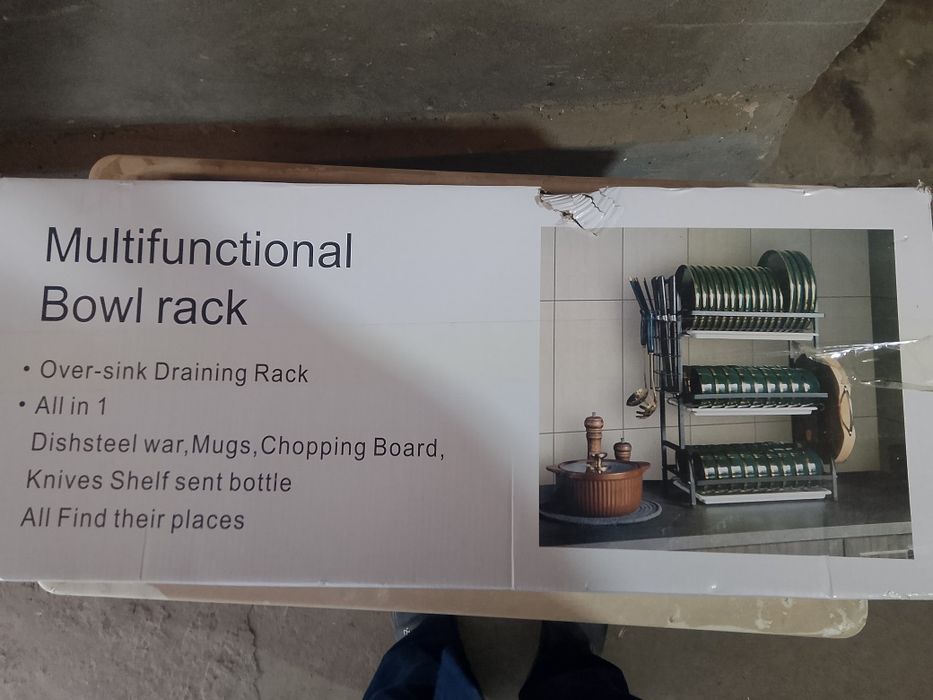 Multifunctional
Bowl rack
• Over-sink Draining Rack
• All in 1
Dishsteel war,Mugs,Chopping Board,
Knives Shelf sent bottle
All Find their places